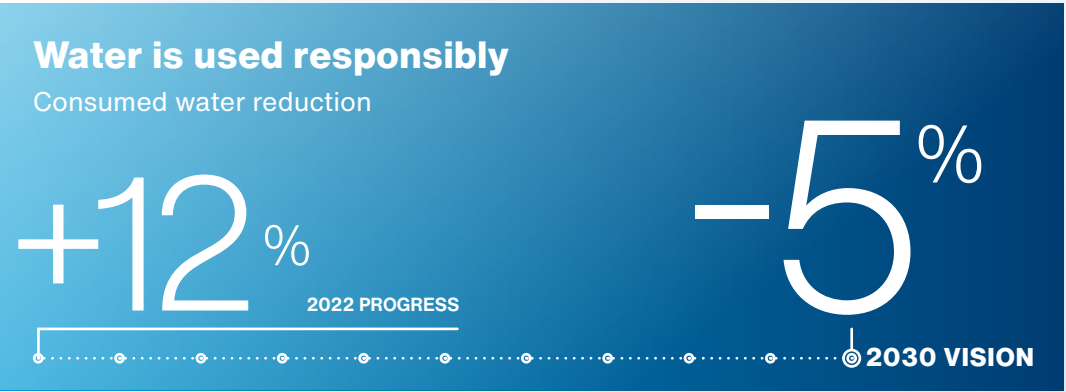 Water is used responsibly
Consumed water reduction
+12%
2022 PROGRESS
-5%
2030 VISION